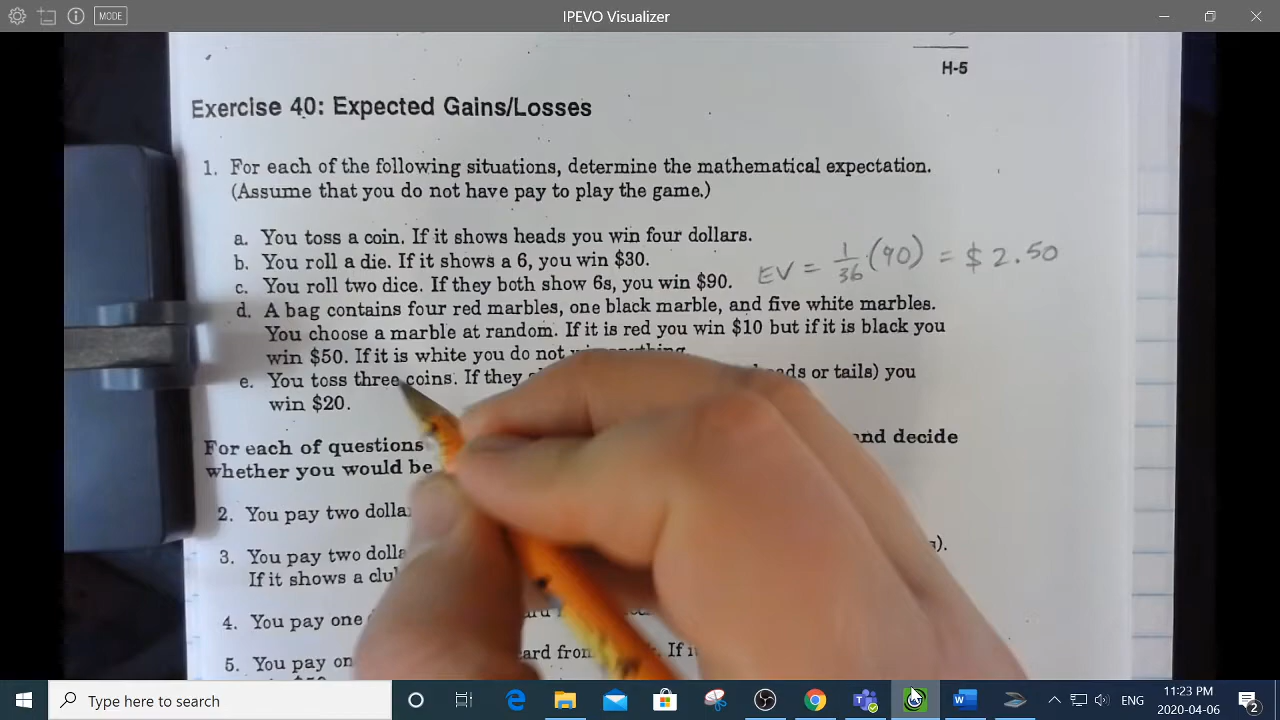 MODE
IPEVO Visualizer
H-5
Exercise 40: Expected Gains/Losses
1. For each of the following situations, determine the mathematical expectation.
(Assume that you do not have pay to play the game.)
a. You toss a coin. If it shows heads you win four dollars.
b. You roll a die. If it shows a 6, you win $30.
c. You roll two dice. If they both show 6s, you win $90.
EV = 1/36 (90) = $2.50
d. A bag contains four red marbles, one black marble, and five white marbles.
You choose a marble at random. If it is red you win $10 but if it is black you
win $50. If it is white you do not win anything.
e. You toss three coins. If they heads or tails) you
win $20.
For each of questions and decide
whether you would be
2. You pay two dolla
3. You pay two dolla
If it shows a clu
4. You pay one
5. You pay on card from If i
Type here to search
ENG
11:23 PM
2020-04-06
2